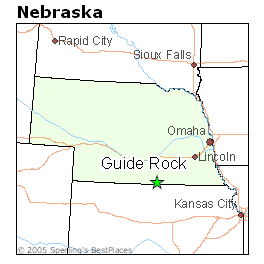 Nebraska
Rapid City
Sioux Falls
Omaha
Lincoln
Guide Rock
Kansas City
© 2005 Sperling's BestPlaces